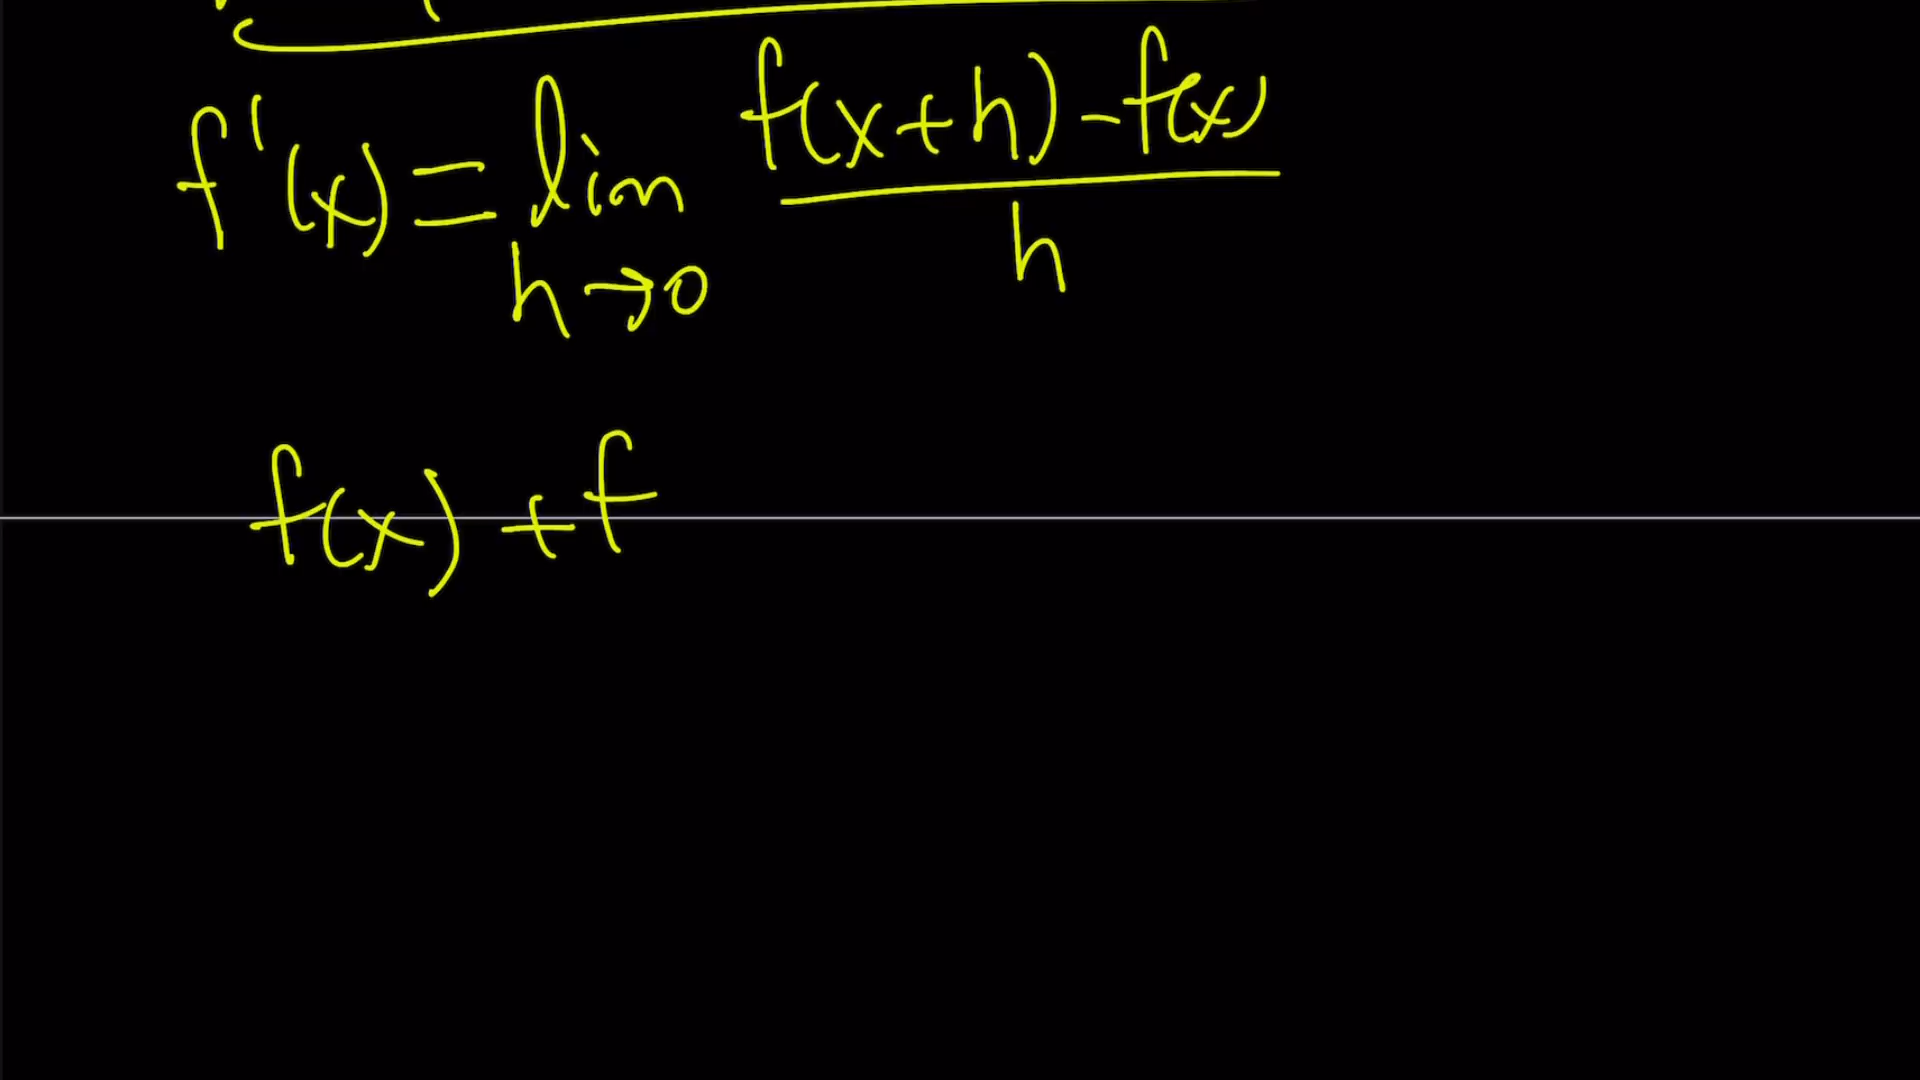 f'(x) = lim h→0 (f(x+h) - f(x)) / h
f(x) + f